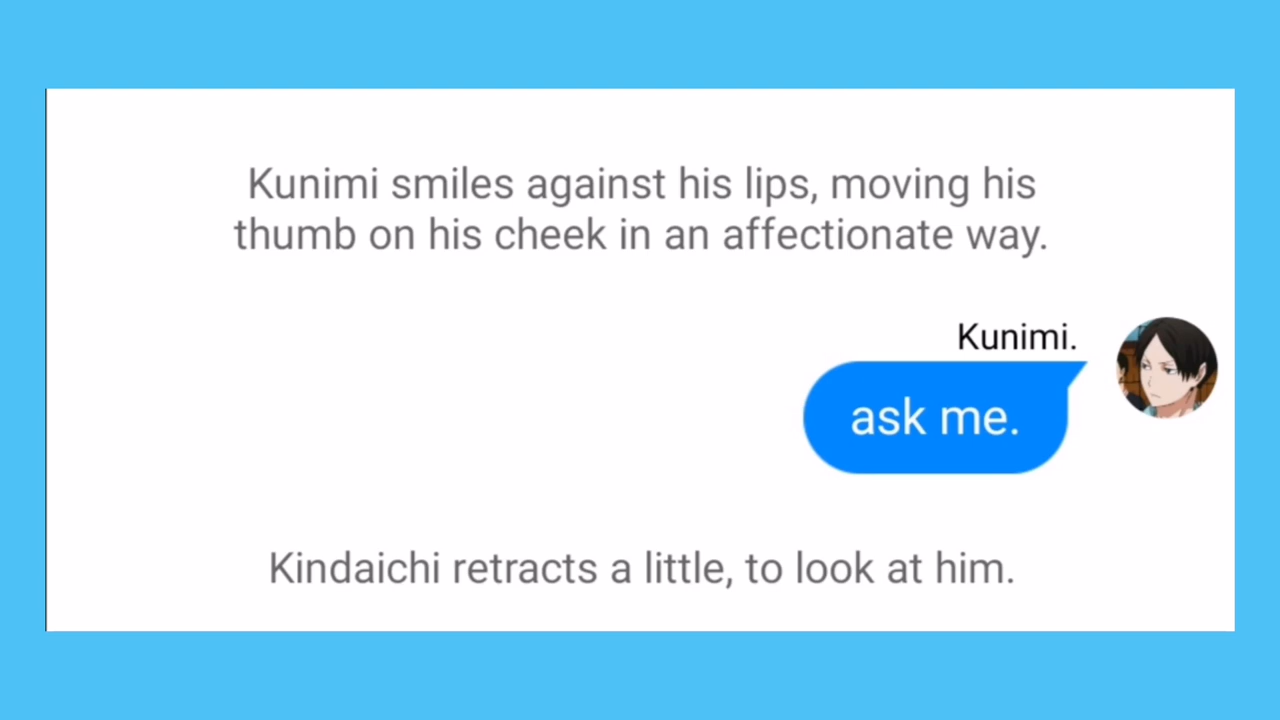 Kunimi smiles against his lips, moving his
thumb on his cheek in an affectionate way.
Kunimi.
ask me.
Kindaichi retracts a little, to look at him.